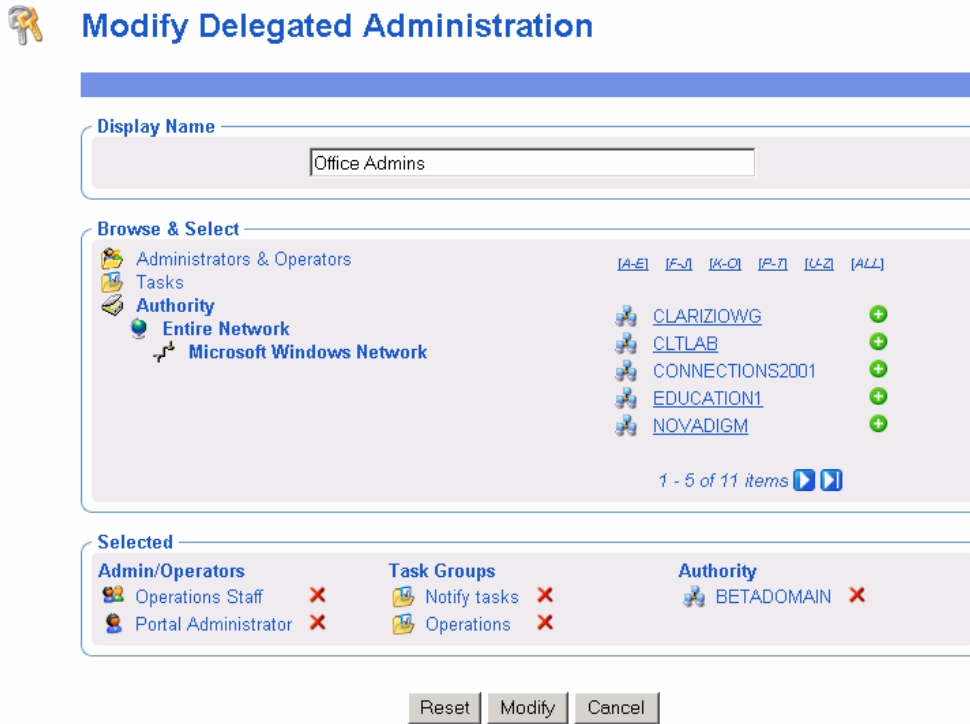 Modify Delegated Administration
Display Name
Office Admins
Browse & Select
Administrators & Operators
Tasks
Authority
Entire Network
Microsoft Windows Network
[A-E] [F-J] [K-O] [P-T] [U-Z] [ALL]
CLARIZIOWG
CLTLAB
CONNECTIONS2001
EDUCATION1
NOVADIGM
1 - 5 of 11 items
Selected
Admin/Operators Task Groups Authority
Operations Staff Notify tasks BETADOMAIN
Portal Administrator Operations
Reset Modify Cancel